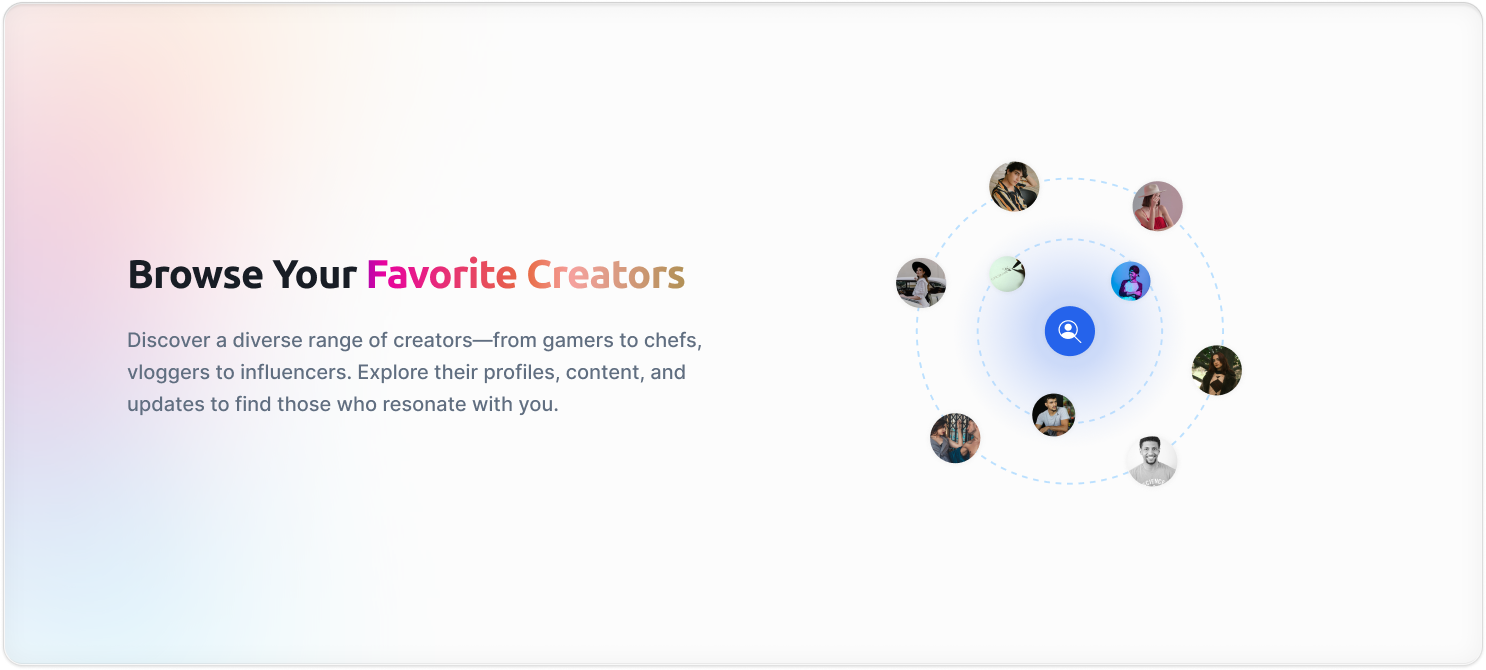 Browse Your Favorite Creators
Discover a diverse range of creators—from gamers to chefs,
vloggers to influencers. Explore their profiles, content, and
updates to find those who resonate with you.